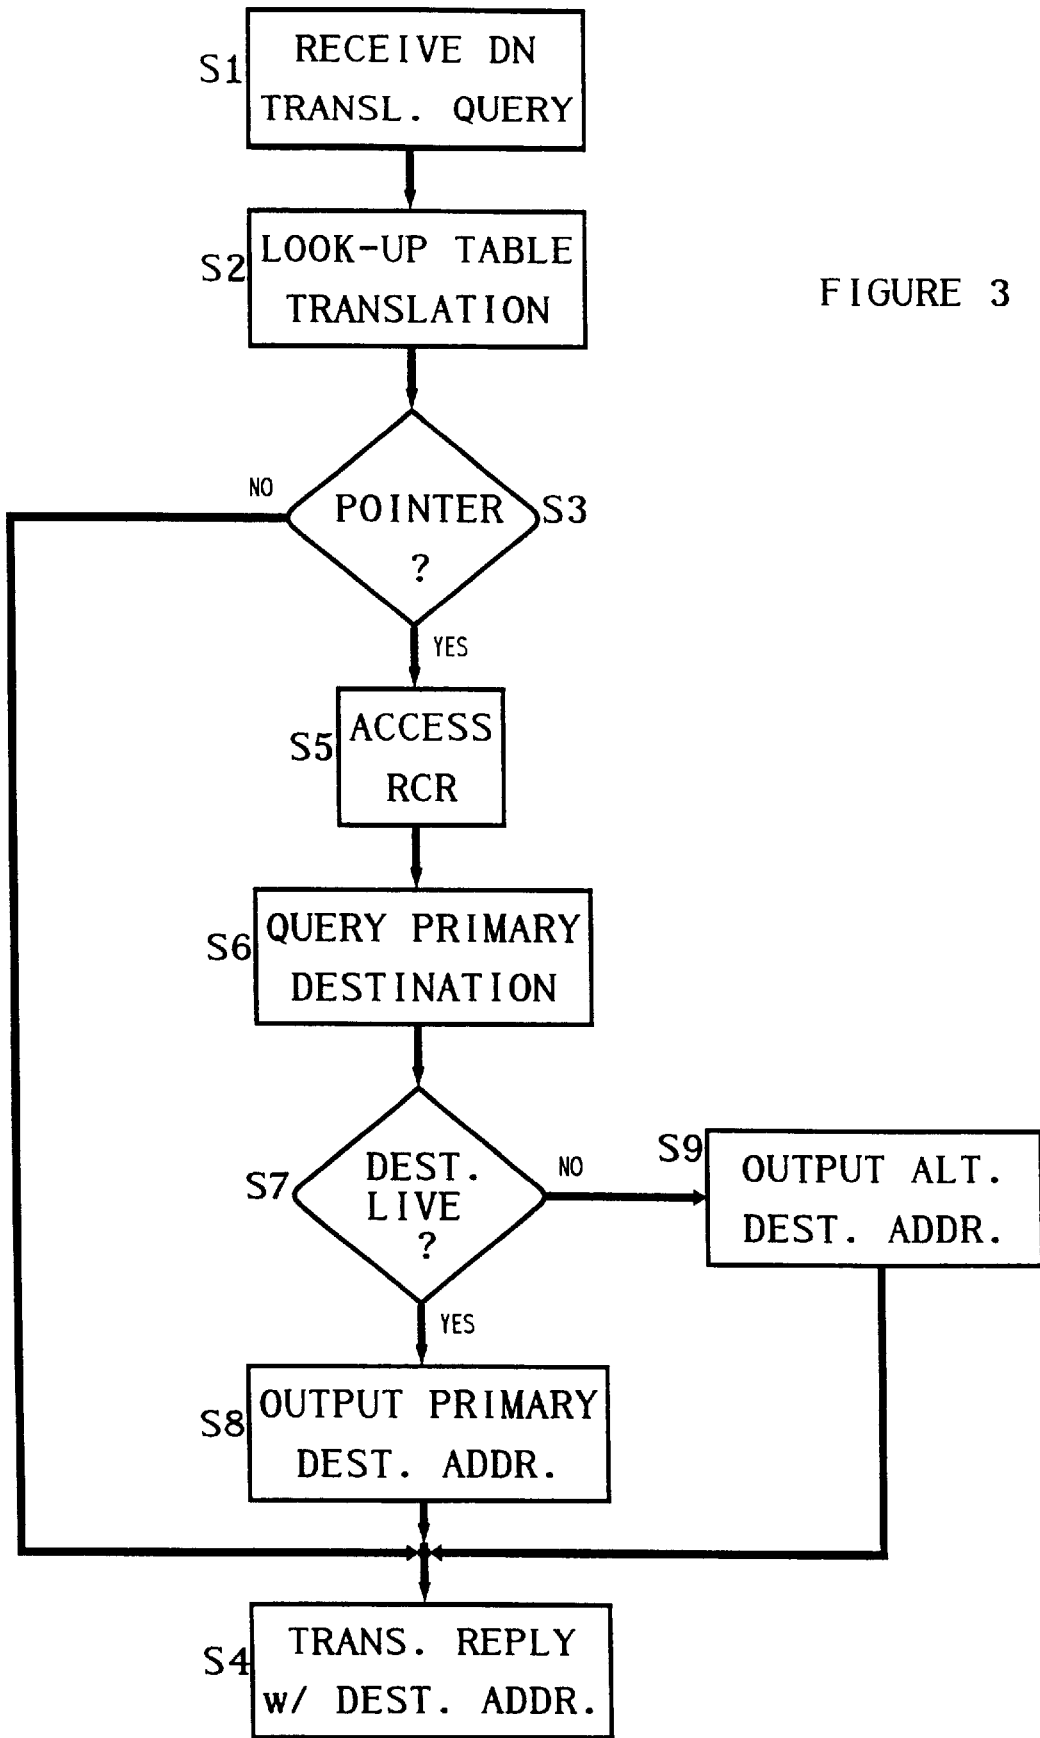 RECEIVE DN
S1
TRANSL. QUERY
LOOK-UP TABLE
S2
TRANSLATION
FIGURE 3
NO
POINTER
S3
?
YES
ACCESS
S5
RCR
QUERY PRIMARY
S6
DESTINATION
DEST.
S7
LIVE
?
NO
S9
OUTPUT ALT.
DEST. ADDR.
YES
OUTPUT PRIMARY
S8
DEST. ADDR.
TRANS. REPLY
S4
w/ DEST. ADDR.